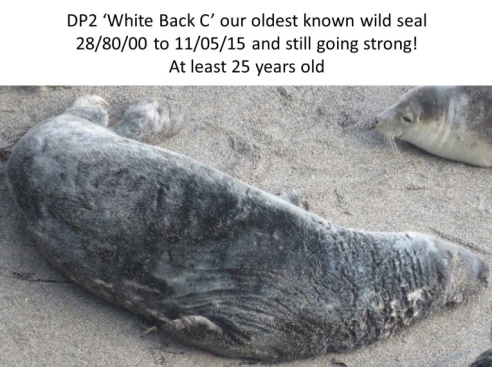 DP2 ‘White Back C’ our oldest known wild seal
28/80/00 to 11/05/15 and still going strong!
At least 25 years old